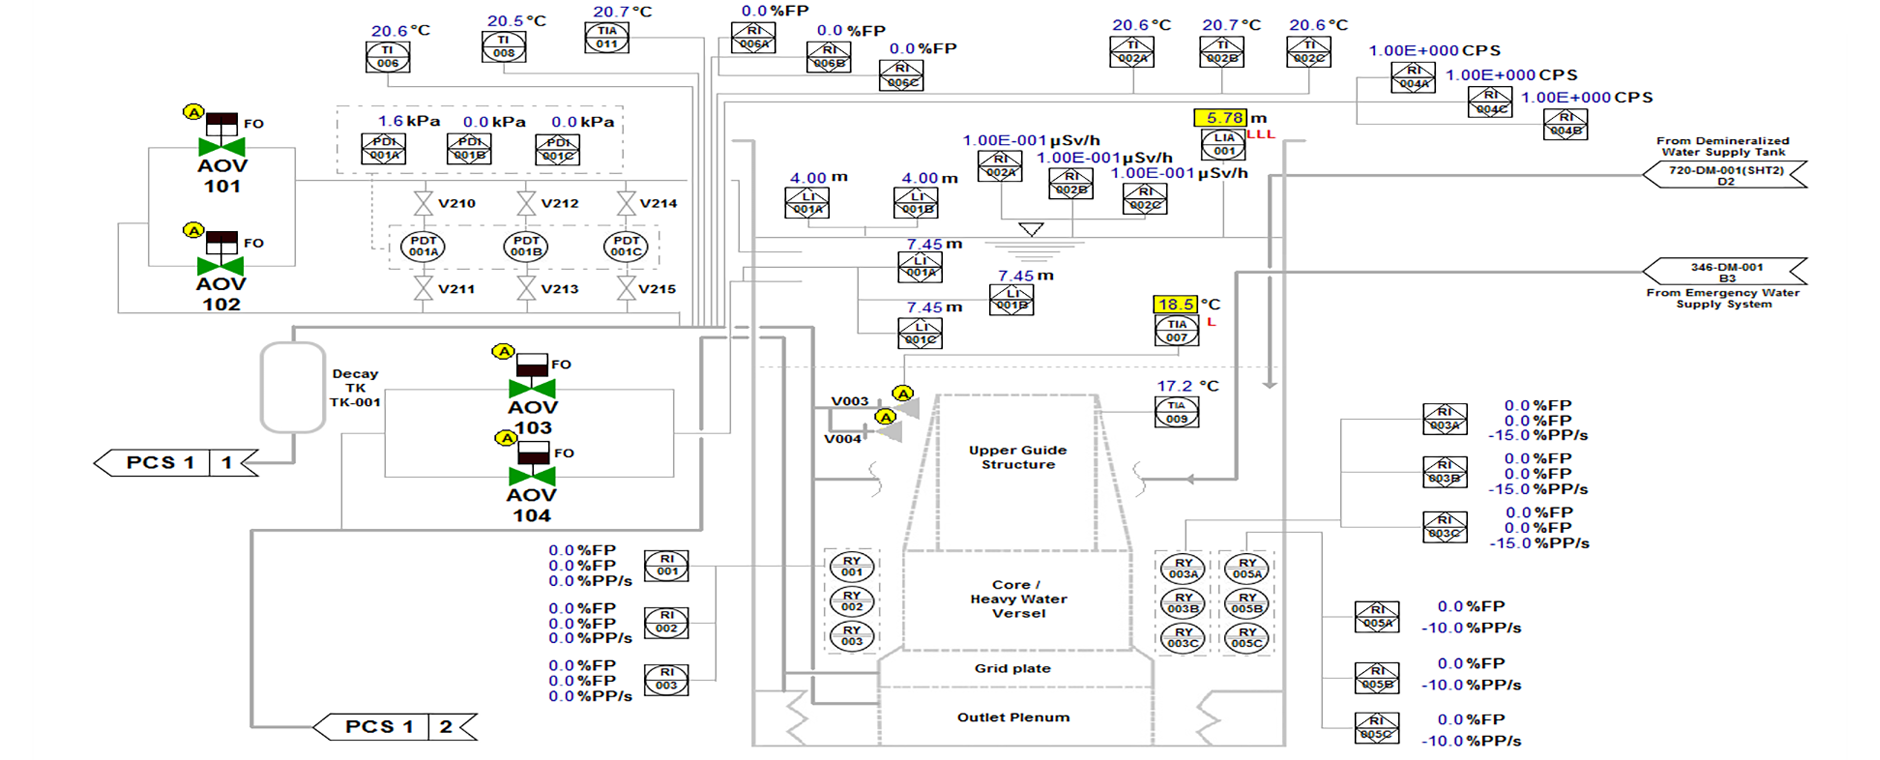 20.6 °C
TI
006
20.5 °C
TI
008
20.7 °C
TIA
011
0.0 %FP
RI
006A
0.0 %FP
RI
006B
0.0 %FP
RI
006C
20.6 °C
TI
002A
20.7 °C
TI
002B
20.6 °C
TI
002C
1.00E+000 CPS
RI
004A
1.00E+000 CPS
RI
004C
1.00E+000 CPS
RI
004B
A
FO
AOV
101
A
FO
AOV
102
1.6 kPa
PDI
001A
0.0 kPa
PDI
001B
0.0 kPa
PDI
001C
V210
V212
V214
PDT
001A
PDT
001B
PDT
001C
V211
V213
V215
4.00 m
LI
001A
4.00 m
LI
001B
1.00E-001 µSv/h
RI
002A
1.00E-001 µSv/h
RI
002B
1.00E-001 µSv/h
RI
002C
5.78 m
LIA
001
LLL
From Demineralized
Water Supply Tank
720-DM-001(SHT2)
D2
346-DM-001
B3
From Emergency Water
Supply System
7.45 m
LI
001A
7.45 m
LI
001B
7.45 m
LI
001C
18.5 °C
TIA
007
L
17.2 °C
TIA
009
Decay
TK
TK-001
A
FO
AOV
103
A
FO
AOV
104
V003
A
V004
A
PCS 1 1
PCS 1 2
Upper Guide
Structure
Core /
Heavy Water
Versel
Grid plate
Outlet Plenum
0.0 %FP
0.0 %FP
0.0 %PP/s
RI
001
0.0 %FP
0.0 %FP
0.0 %PP/s
RI
002
0.0 %FP
0.0 %FP
0.0 %PP/s
RI
003
RY
001
RY
002
RY
003
RY
003A
RY
003B
RY
003C
RY
005A
RY
005B
RY
005C
RI
003A
0.0 %FP
0.0 %FP
-15.0 %PP/s
RI
003B
0.0 %FP
0.0 %FP
-15.0 %PP/s
RI
003C
0.0 %FP
0.0 %FP
-15.0 %PP/s
RI
005A
0.0 %FP
-10.0 %PP/s
RI
005B
0.0 %FP
-10.0 %PP/s
RI
005C
0.0 %FP
-10.0 %PP/s